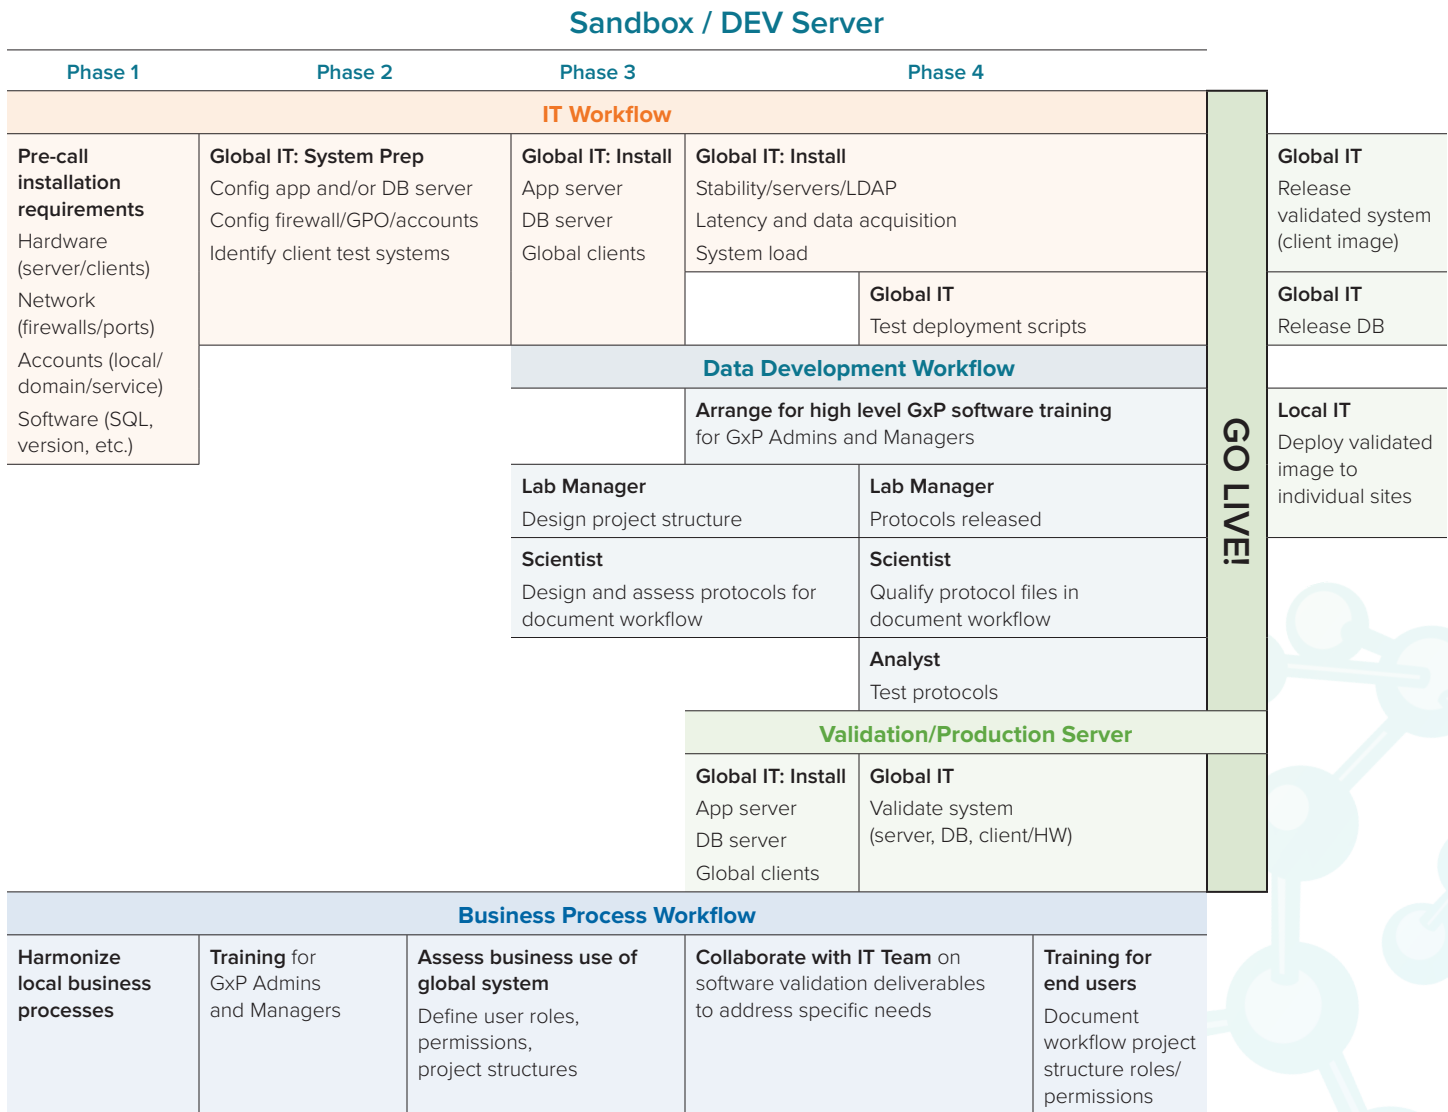 Sandbox / DEV Server
Phase 1
Phase 2
Phase 3
Phase 4
IT Workflow
Pre-call
installation
requirements
Hardware
(server/clients)
Network
(firewalls/ports)
Accounts (local/
domain/service)
Software (SQL,
version, etc.)
Global IT: System Prep
Config app and/or DB server
Config firewall/GPO/accounts
Identify client test systems
Global IT: Install
App server
DB server
Global clients
Global IT: Install
Stability/servers/LDAP
Latency and data acquisition
System load
Global IT
Test deployment scripts
Data Development Workflow
Arrange for high level GxP software training
for GxP Admins and Managers
Lab Manager
Design project structure
Lab Manager
Protocols released
Scientist
Design and assess protocols for
document workflow
Scientist
Qualify protocol files in
document workflow
Analyst
Test protocols
Validation/Production Server
Global IT: Install
App server
DB server
Global clients
Global IT
Validate system
(server, DB, client/HW)
GO LIVE!
Global IT
Release
validated system
(client image)
Global IT
Release DB
Local IT
Deploy validated
image to
individual sites
Business Process Workflow
Harmonize
local business
processes
Training for
GxP Admins
and Managers
Assess business use of
global system
Define user roles,
permissions,
project structures
Collaborate with IT Team on
software validation deliverables
to address specific needs
Training for
end users
Document
workflow project
structure roles/
permissions